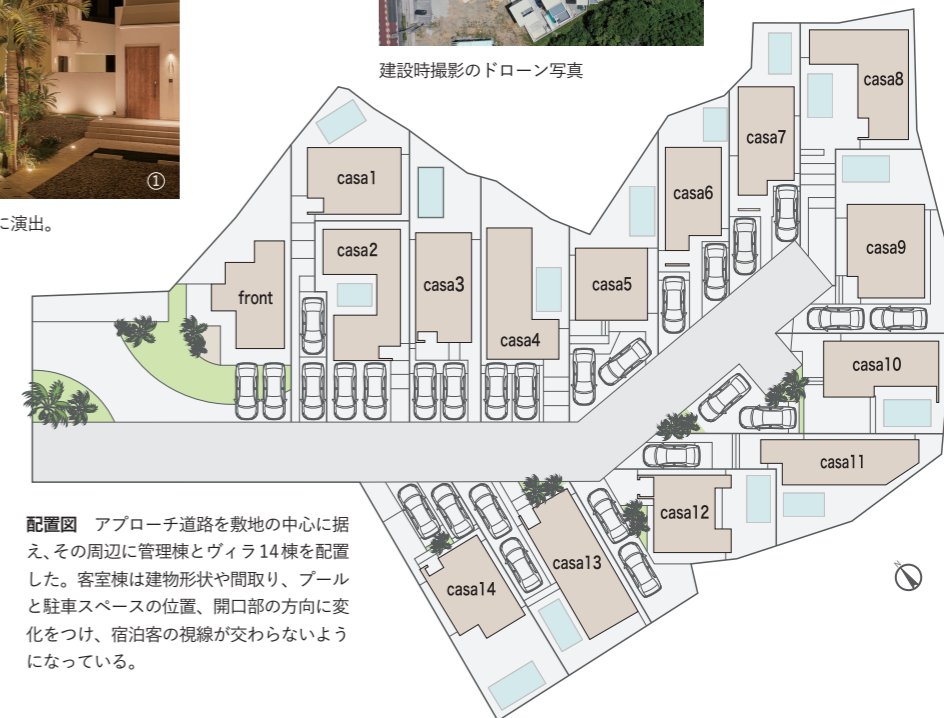 建設時撮影のドローン写真
①
に演出。
casa1
casa2
casa3
casa4
casa5
casa6
casa7
casa8
casa9
casa10
casa11
casa12
casa13
casa14
front
N
配置図 アプローチ道路を敷地の中心に据
え、その周辺に管理棟とヴィラ14棟を配置
した。客室棟は建物形状や間取り、プール
と駐車スペースの位置、開口部の方向に変
化をつけ、宿泊客の視線が交わらないよう
になっている。